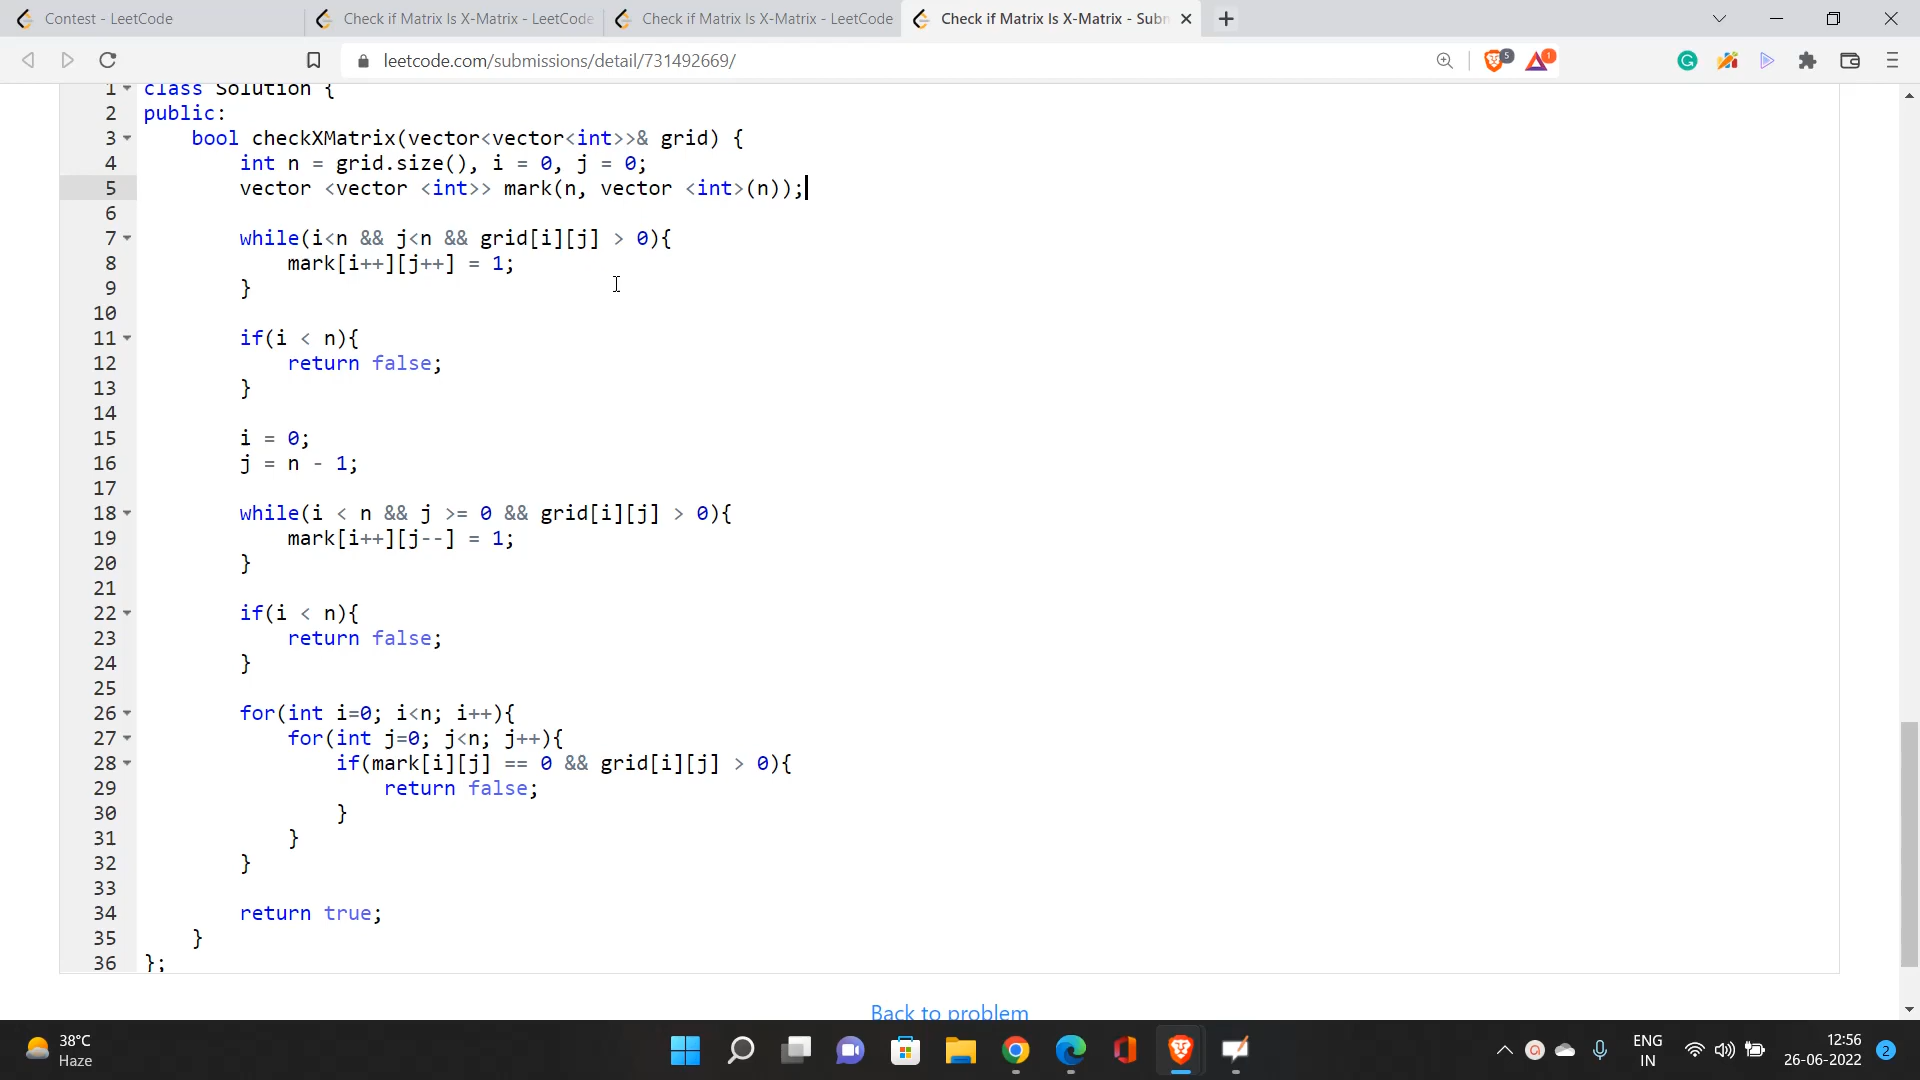 Contest - LeetCode
Check if Matrix Is X-Matrix - LeetCode
Check if Matrix Is X-Matrix - LeetCode
Check if Matrix Is X-Matrix - Subm
leetcode.com/submissions/detail/731492669/
5
1
1 class Solution {
2 public:
3 bool checkXMatrix(vector<vector<int>>& grid) {
4 int n = grid.size(), i = 0, j = 0;
5 vector <vector <int>> mark(n, vector <int>(n));
6
7 while(i<n && j<n && grid[i][j] > 0){
8 mark[i++][j++] = 1;
9 }
10
11 if(i < n){
12 return false;
13 }
14
15 i = 0;
16 j = n - 1;
17
18 while(i < n && j >= 0 && grid[i][j] > 0){
19 mark[i++][j--] = 1;
20 }
21
22 if(i < n){
23 return false;
24 }
25
26 for(int i=0; i<n; i++){
27 for(int j=0; j<n; j++){
28 if(mark[i][j] == 0 && grid[i][j] > 0){
29 return false;
30 }
31 }
32 }
33
34 return true;
35 }
36 };
Back to problem
38°C
Haze
ENG
IN
12:56
26-06-2022
2